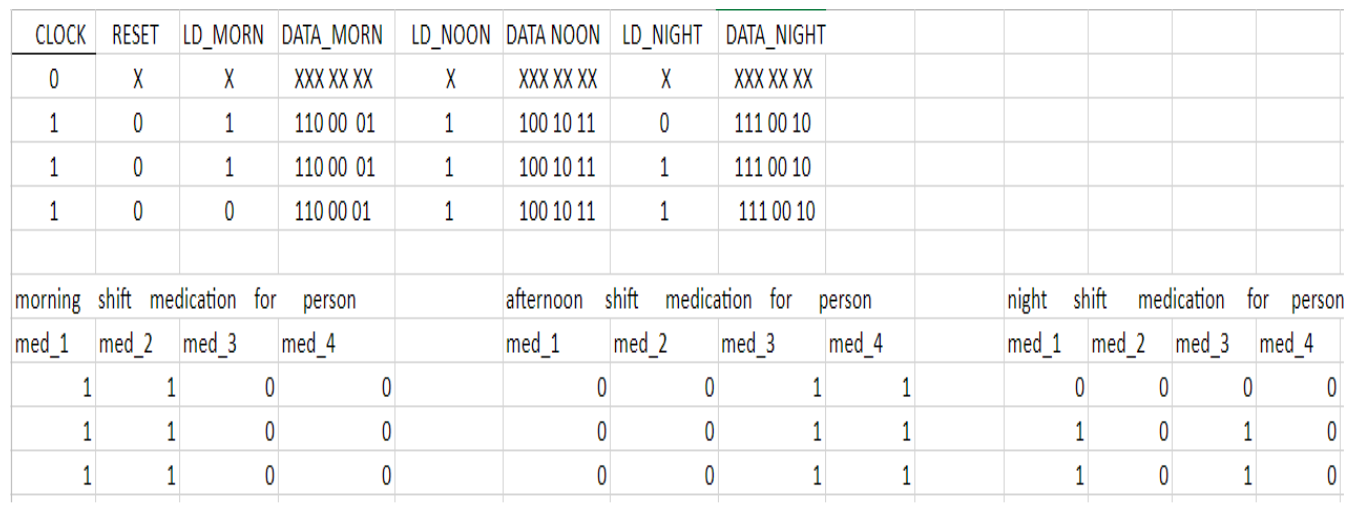 CLOCK RESET LD_MORN DATA_MORN LD_NOON DATA NOON LD_NIGHT DATA_NIGHT
0 X X XXX XX XX X XXX XX XX X XXX XX XX
1 0 1 110 00 01 1 100 10 11 0 111 00 10
1 0 1 110 00 01 1 100 10 11 1 111 00 10
1 0 0 110 00 01 1 100 10 11 1 111 00 10
morning shift medication for person afternoon shift medication for person night shift medication for person
med_1 med_2 med_3 med_4 med_1 med_2 med_3 med_4 med_1 med_2 med_3 med_4
1 1 0 0 0 0 1 1 0 0 0 0
1 1 0 0 0 0 1 1 1 0 1 0
1 1 0 0 0 0 1 1 1 0 1 0